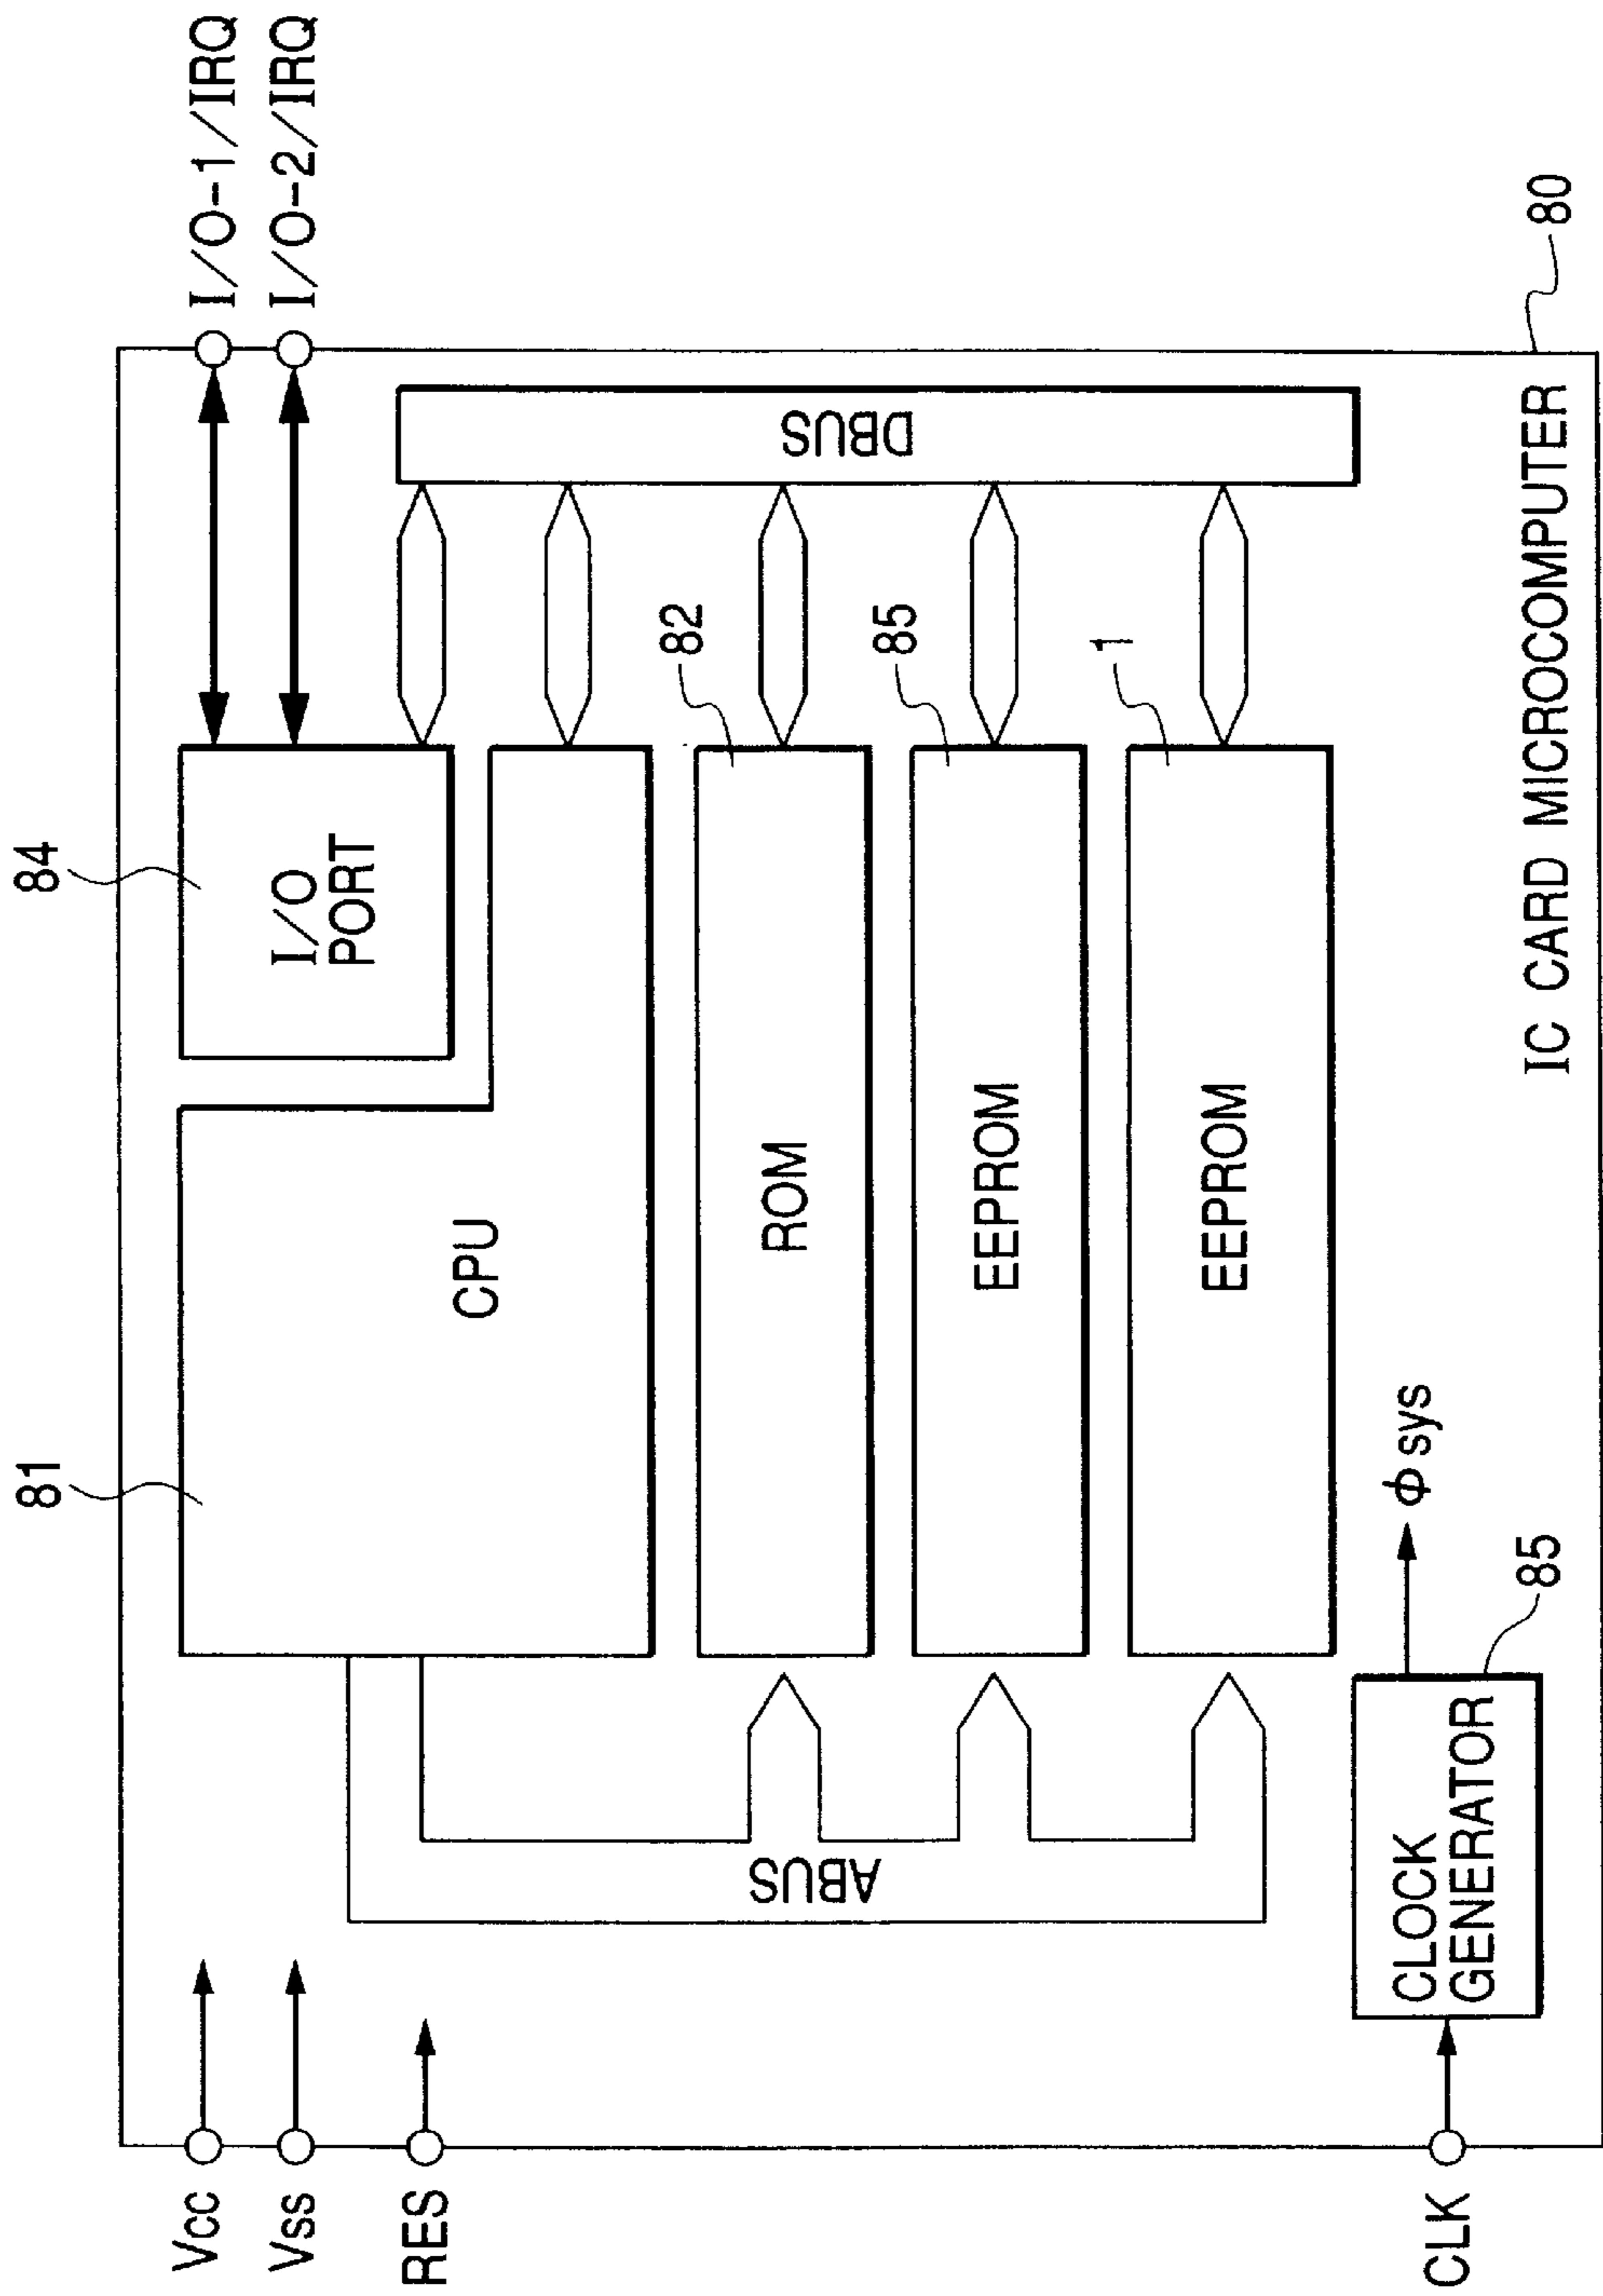 84
81
I/O-1/IRQ
I/O-2/IRQ
Vcc
Vss
RES
CLK
I/O
PORT
CPU
82
ROM
85
EEPROM
1
EEPROM
ABUS
DBUS
CLOCK
GENERATOR
85
Φsys
IC CARD MICROCOMPUTER
80